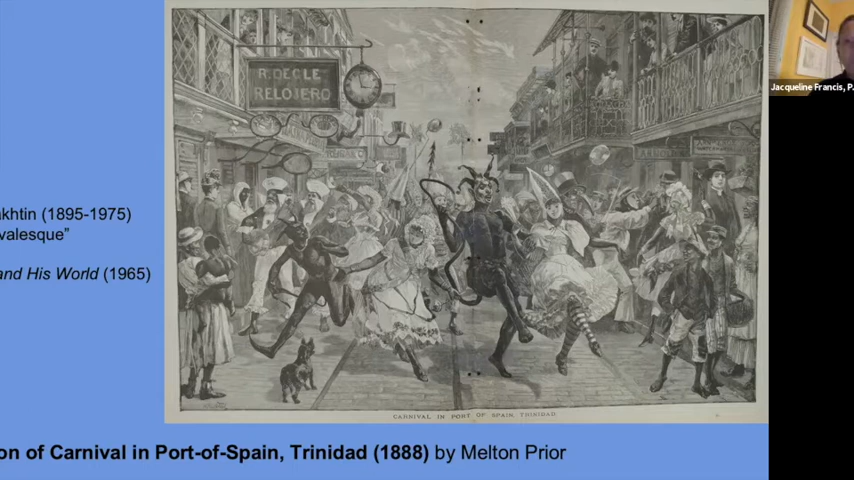 akhtin (1895-1975)
valesque”
and His World (1965)
R. DEGLE
RELOJERO
CARNIVAL IN PORT OF SPAIN, TRINIDAD
on of Carnival in Port-of-Spain, Trinidad (1888) by Melton Prior
Jacqueline Francis, P.